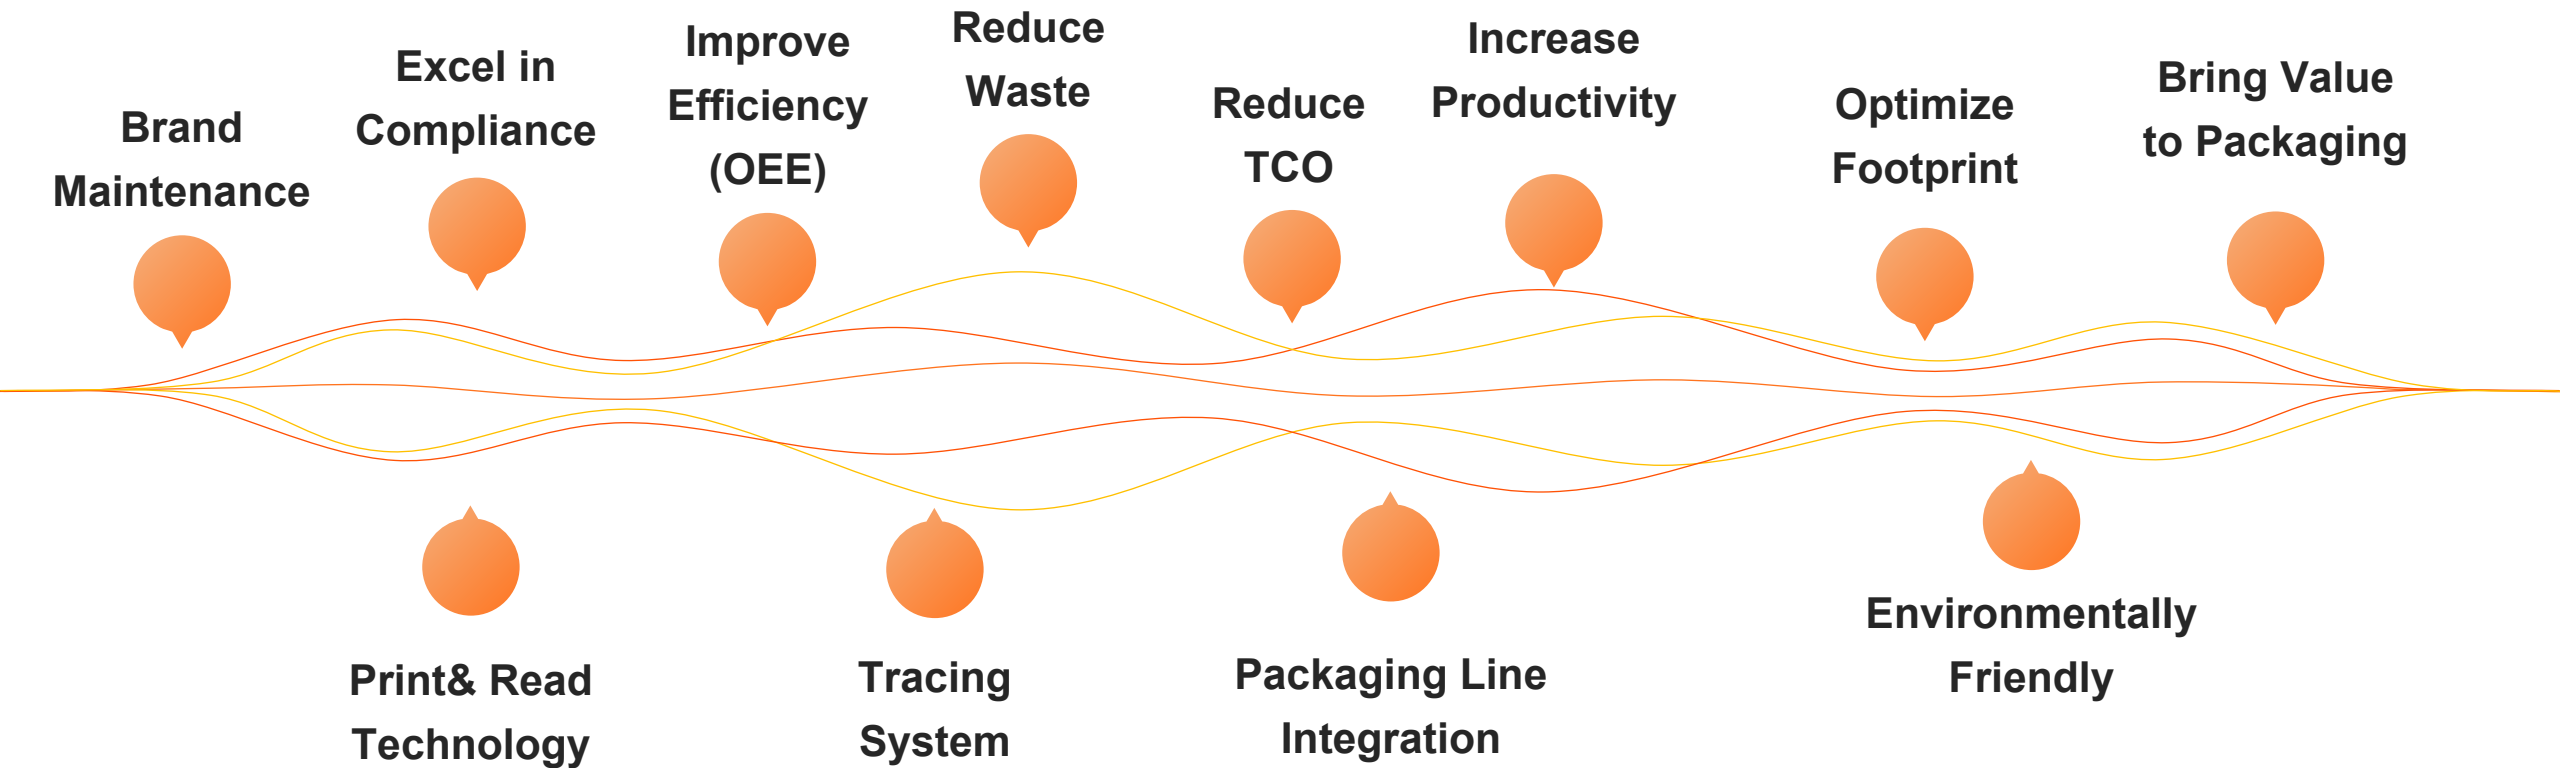 Brand
Maintenance
Excel in
Compliance
Improve
Efficiency
(OEE)
Reduce
Waste
Reduce
TCO
Increase
Productivity
Optimize
Footprint
Bring Value
to Packaging
Print& Read
Technology
Tracing
System
Packaging Line
Integration
Environmentally
Friendly